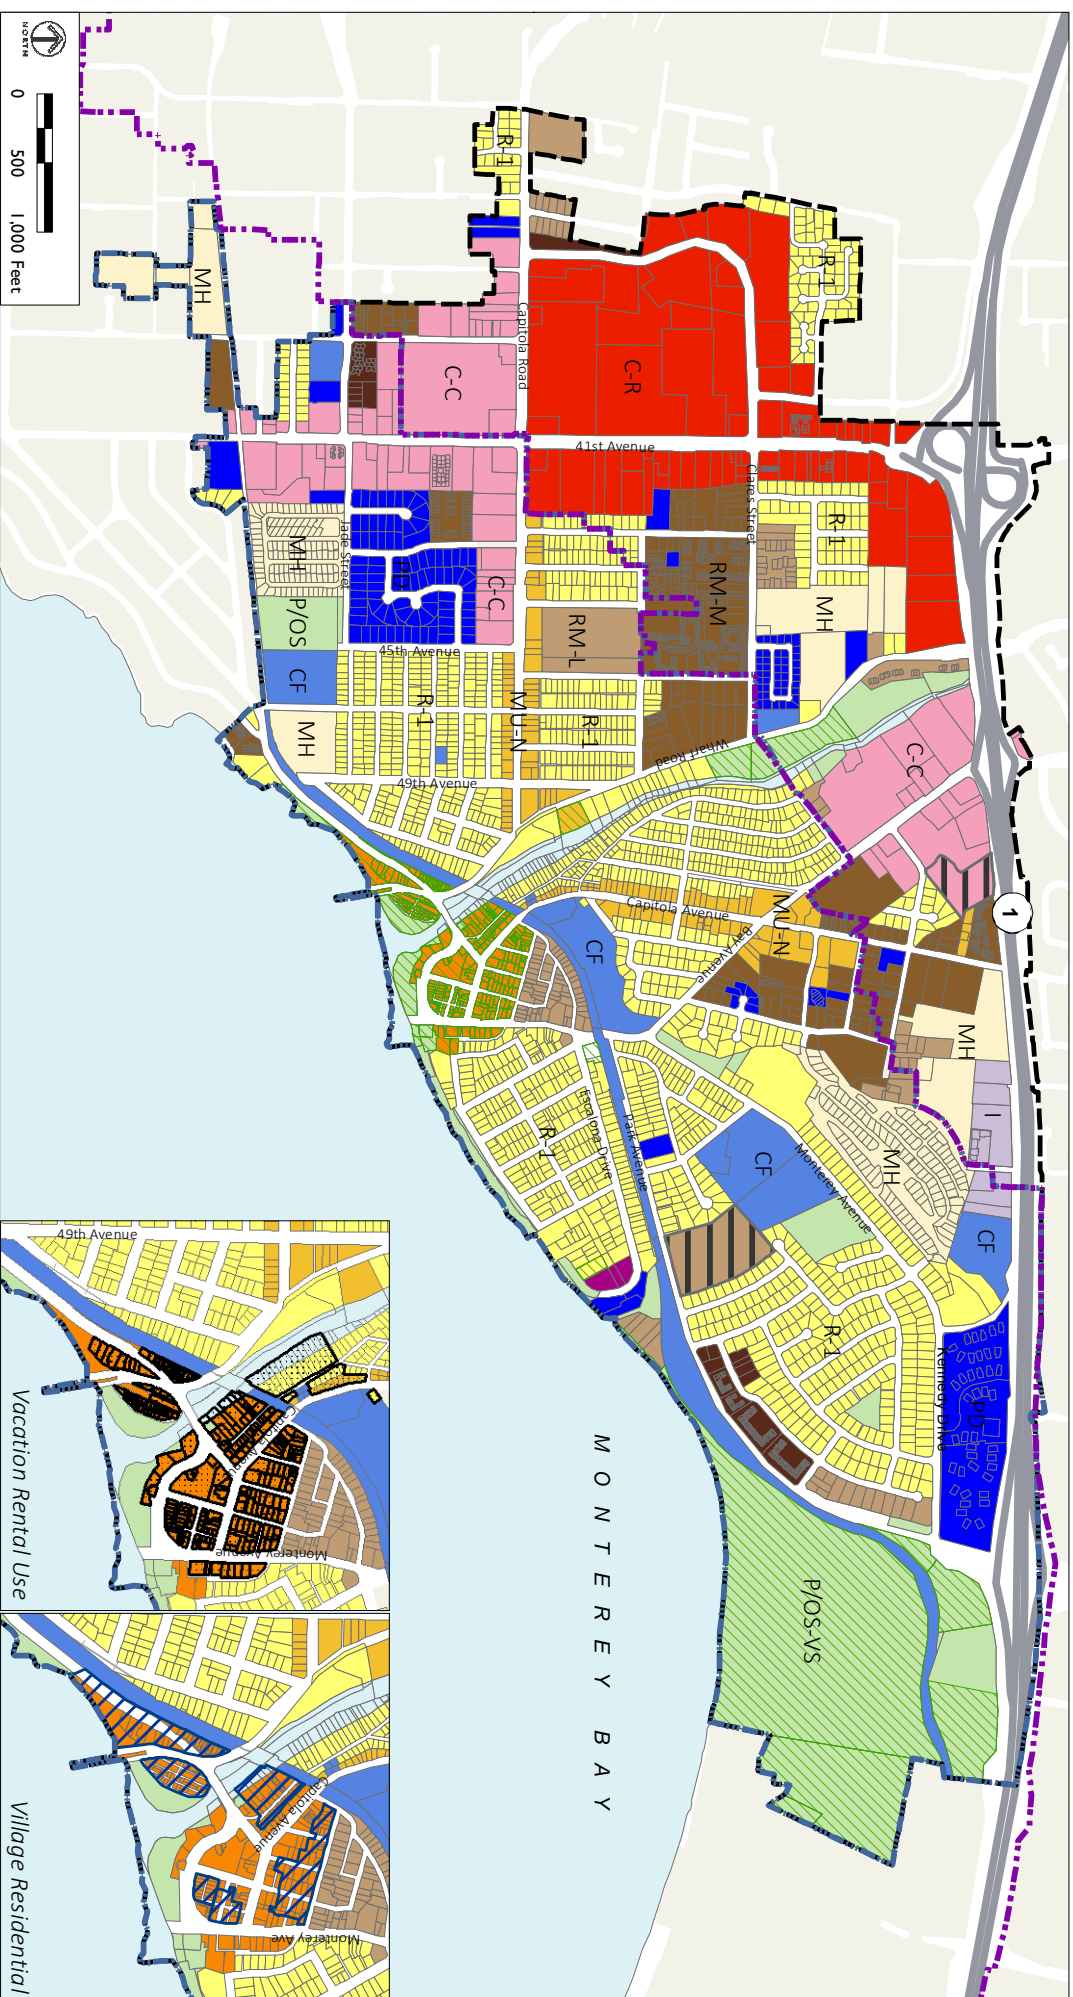 NORTH
0 500 1,000 Feet
1
R-1
R-1
C-R
C-C
Capitola Road
41st Avenue
Clares Street
MH
R-1
MH
RM-M
RM-L
C-C
PD
Jade Street
MH
P/OS
CF
45th Avenue
R-1
MU-N
R-1
MH
49th Avenue
Wharf Road
C-C
Capitola Avenue
MU-N
Bay Avenue
CF
MH
I
MH
CF
CF
Monterey Avenue
Park Avenue
Escalona Drive
R-1
R-1
Kennedy Drive
PD
P/OS-VS
MONTEREY BAY
49th Avenue
Capitola Avenue
Monterey Avenue
Vacation Rental Use
Capitola Avenue
Monterey Ave
Village Residential